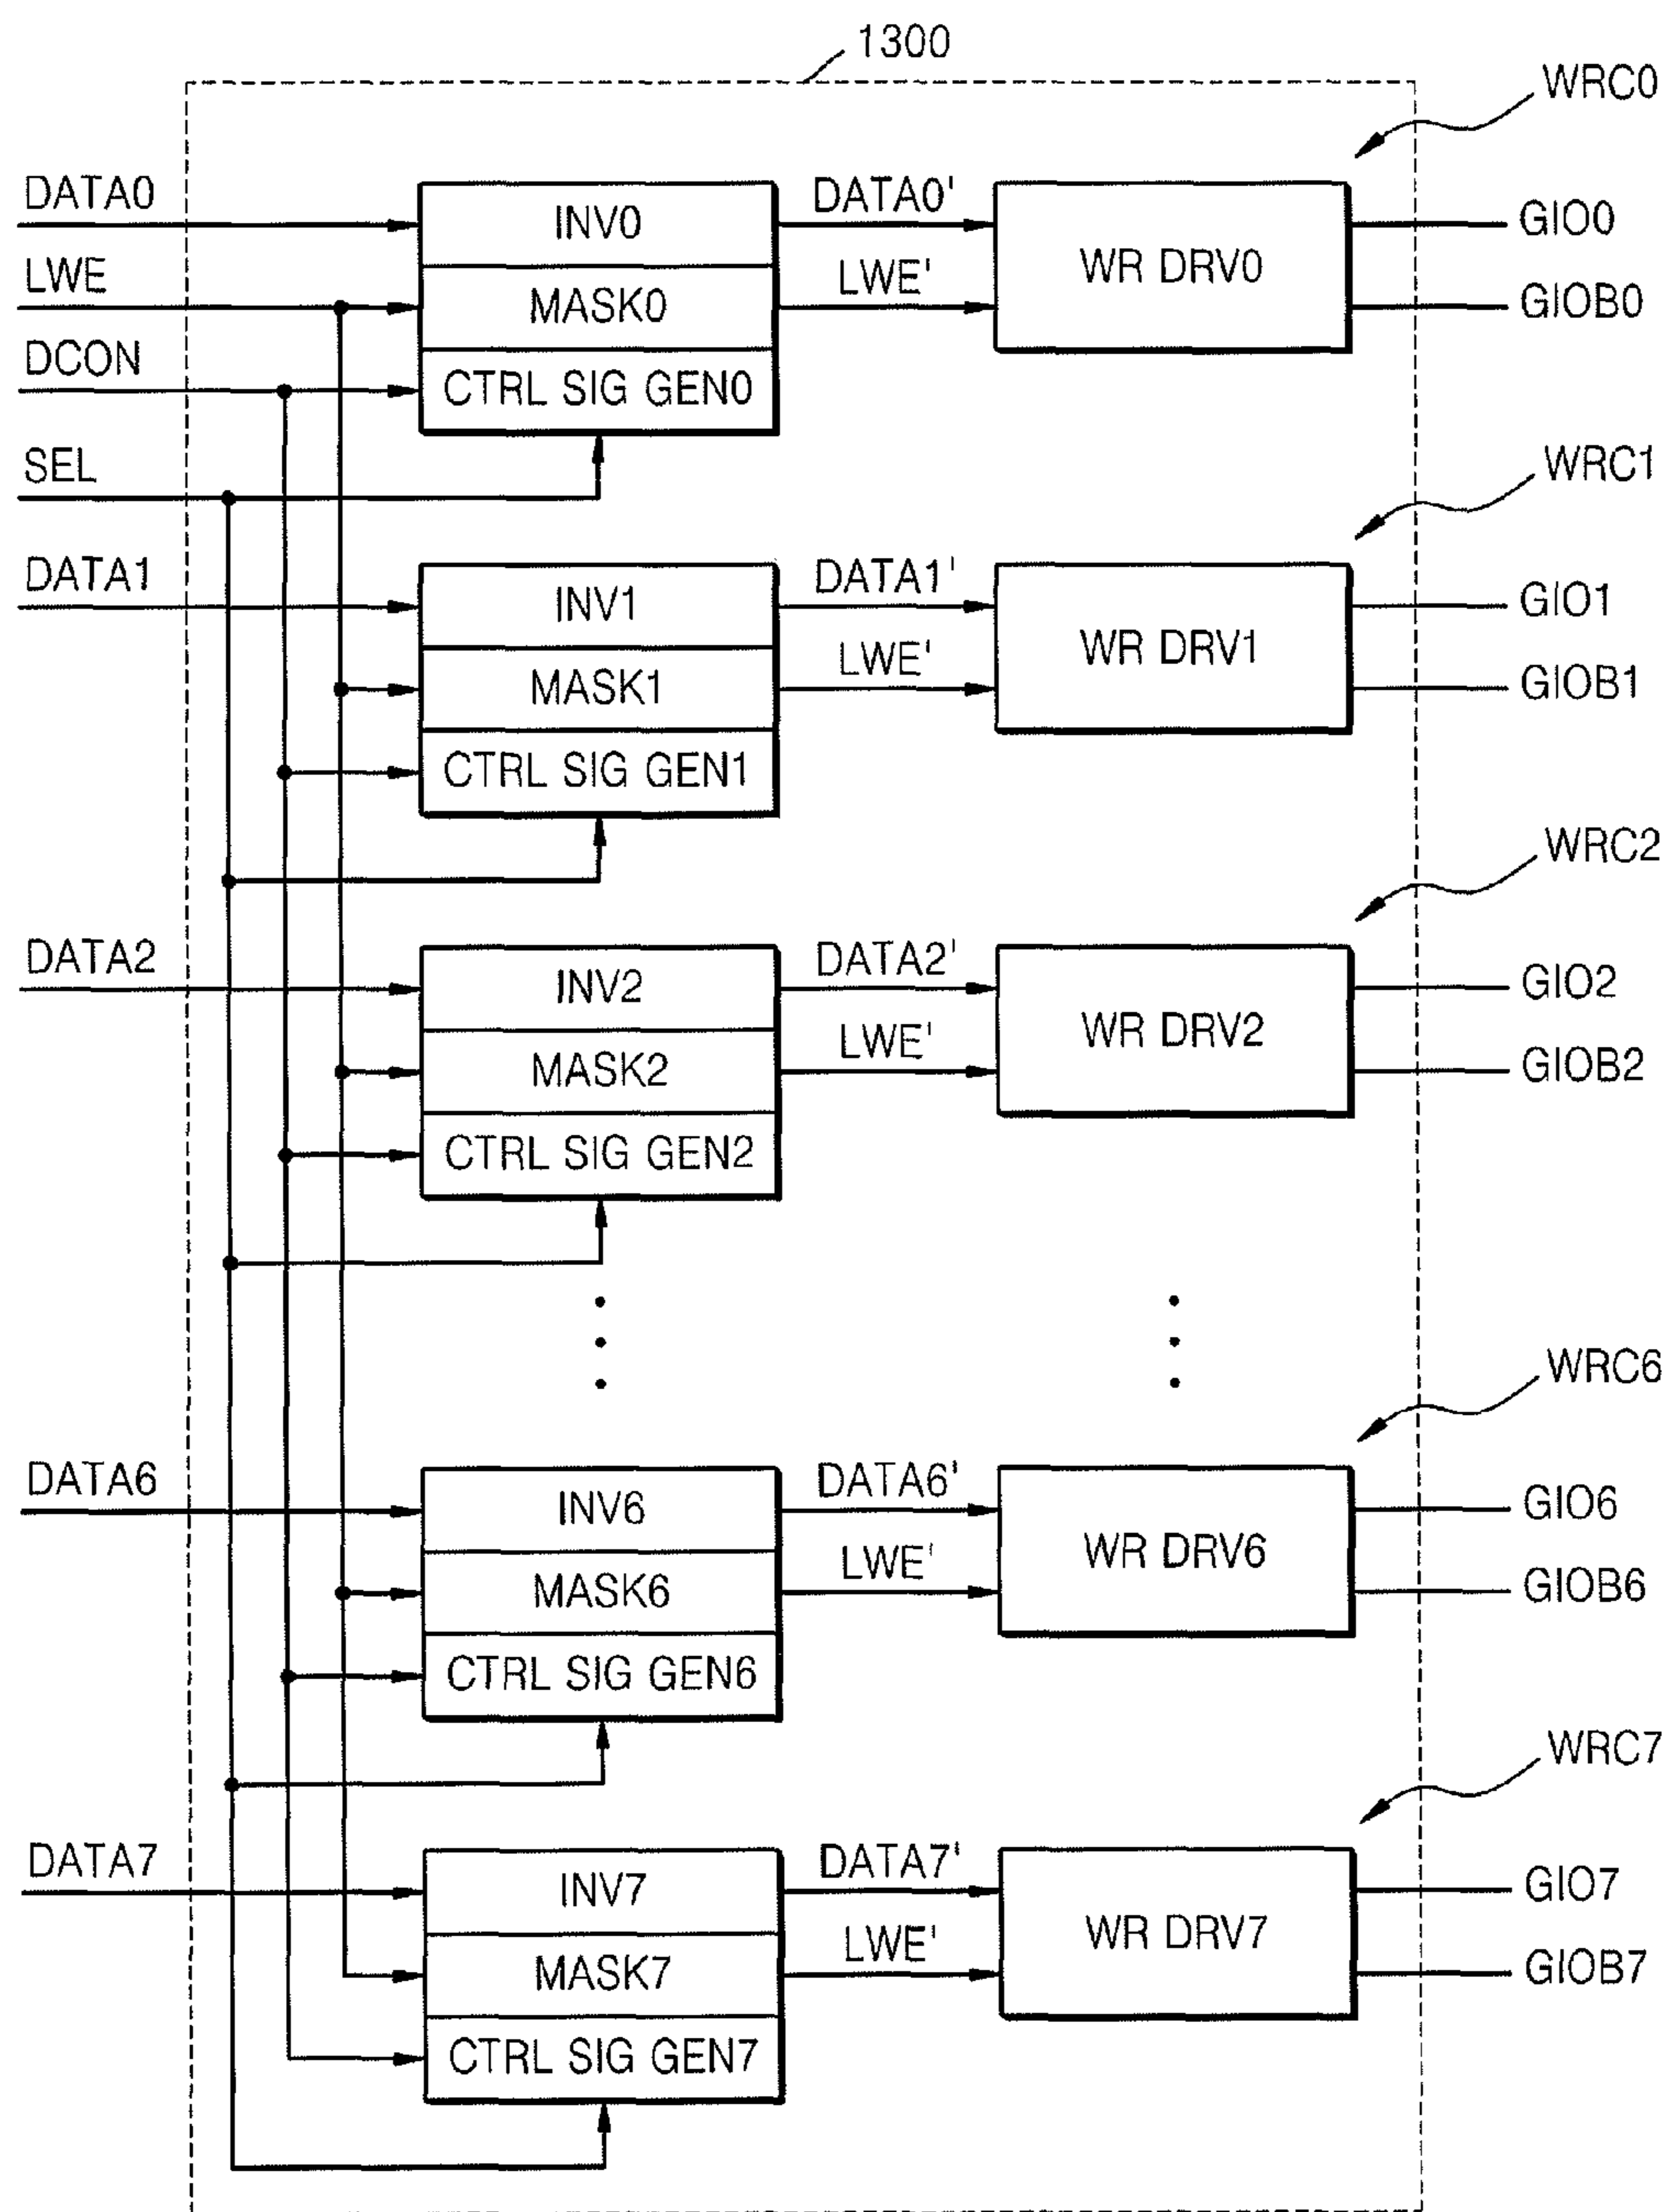 1300
WRC0
DATA0
INV0
DATA0'
WR DRV0
GIO0
LWE
MASK0
LWE'
GIOB0
DCON
CTRL SIG GEN0
SEL
WRC1
DATA1
INV1
DATA1'
WR DRV1
GIO1
MASK1
LWE'
GIOB1
CTRL SIG GEN1
WRC2
DATA2
INV2
DATA2'
WR DRV2
GIO2
MASK2
LWE'
GIOB2
CTRL SIG GEN2
WRC6
DATA6
INV6
DATA6'
WR DRV6
GIO6
MASK6
LWE'
GIOB6
CTRL SIG GEN6
WRC7
DATA7
INV7
DATA7'
WR DRV7
GIO7
MASK7
LWE'
GIOB7
CTRL SIG GEN7